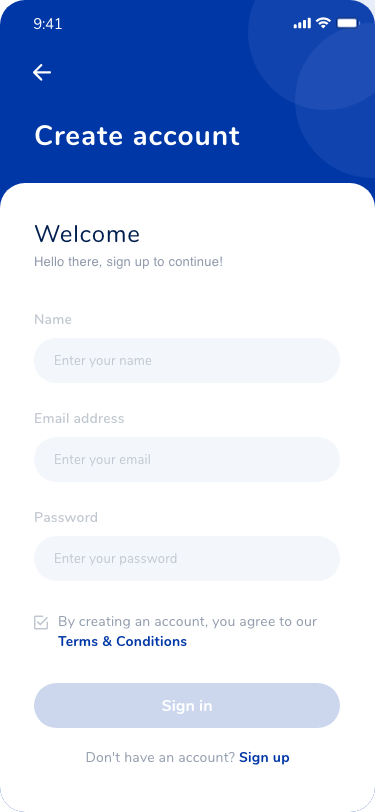 9:41
Create account
Welcome
Hello there, sign up to continue!
Name
Enter your name
Email address
Enter your email
Password
Enter your password
By creating an account, you agree to our
Terms & Conditions
Sign in
Don't have an account? Sign up